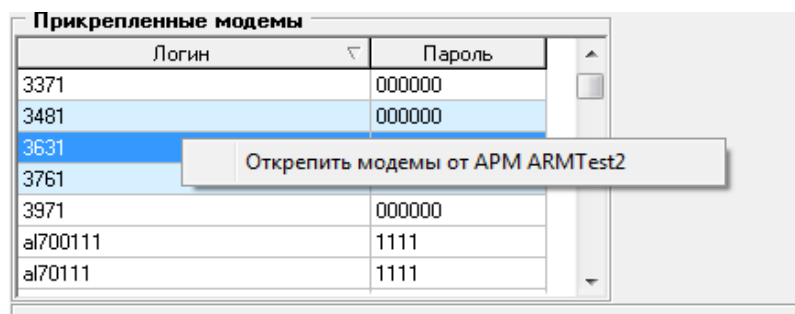 Прикрепленные модемы
Логин Пароль
3371 000000
3481 000000
3631
Открепить модемы от АРМ ARMTest2
3761
3971 000000
al700111 1111
al70111 1111